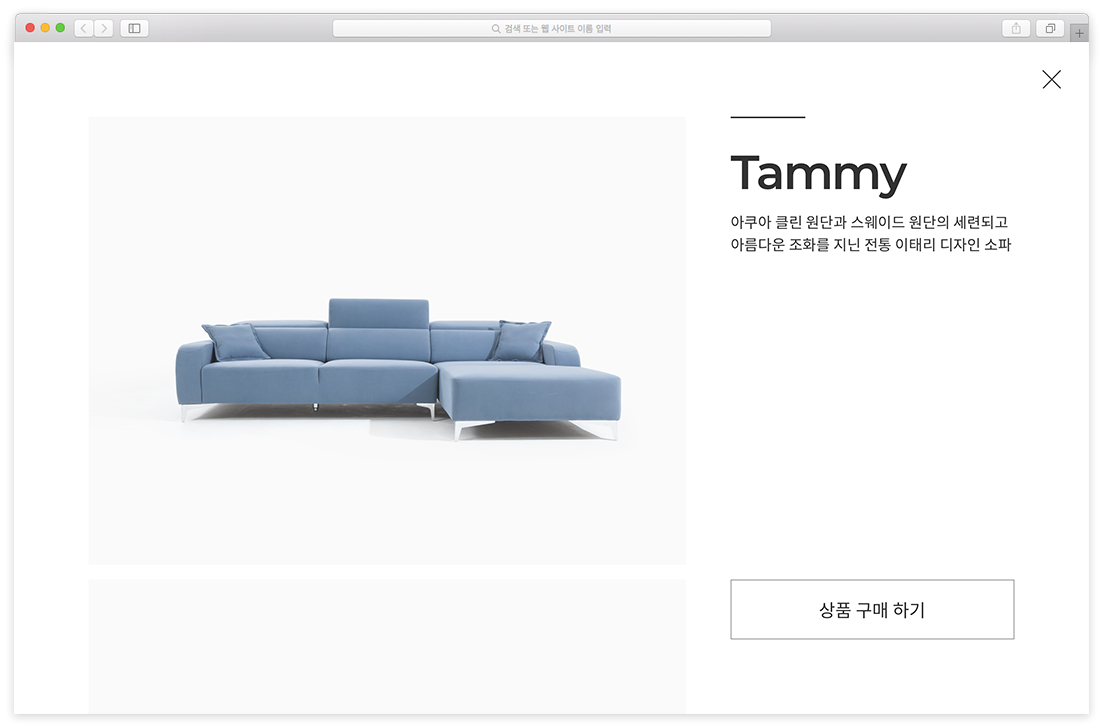 검색 또는 웹 사이트 이름 입력
Tammy
아쿠아 클린 원단과 스웨이드 원단의 세련되고
아름다운 조화를 지닌 전통 이태리 디자인 소파
상품 구매 하기